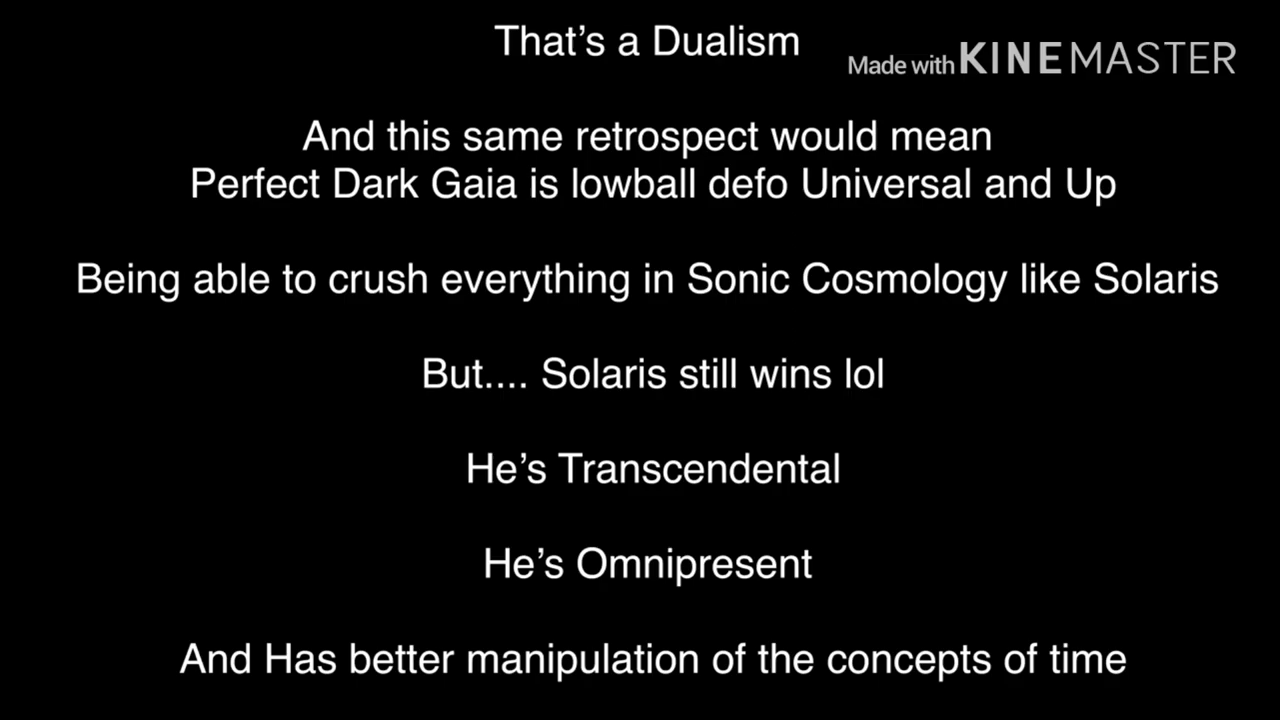 That's a Dualism
Made with KINEMASTER
And this same retrospect would mean
Perfect Dark Gaia is lowball defo Universal and Up
Being able to crush everything in Sonic Cosmology like Solaris
But.... Solaris still wins lol
He's Transcendental
He's Omnipresent
And Has better manipulation of the concepts of time